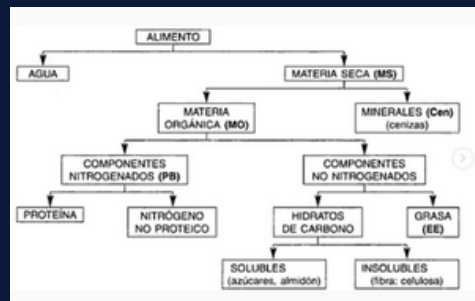 ALIMENTO
AGUA
MATERIA SECA (MS)
MATERIA
ORGÁNICA (MO)
MINERALES (Cen)
(cenizas)
COMPONENTES
NITROGENADOS (PB)
COMPONENTES
NO NITROGENADOS
PROTEÍNA
NITRÓGENO
NO PROTEICO
HIDRATOS
DE CARBONO
GRASA
(EE)
SOLUBLES
(azúcares, almidón)
INSOLUBLES
(fibra: celulosa)